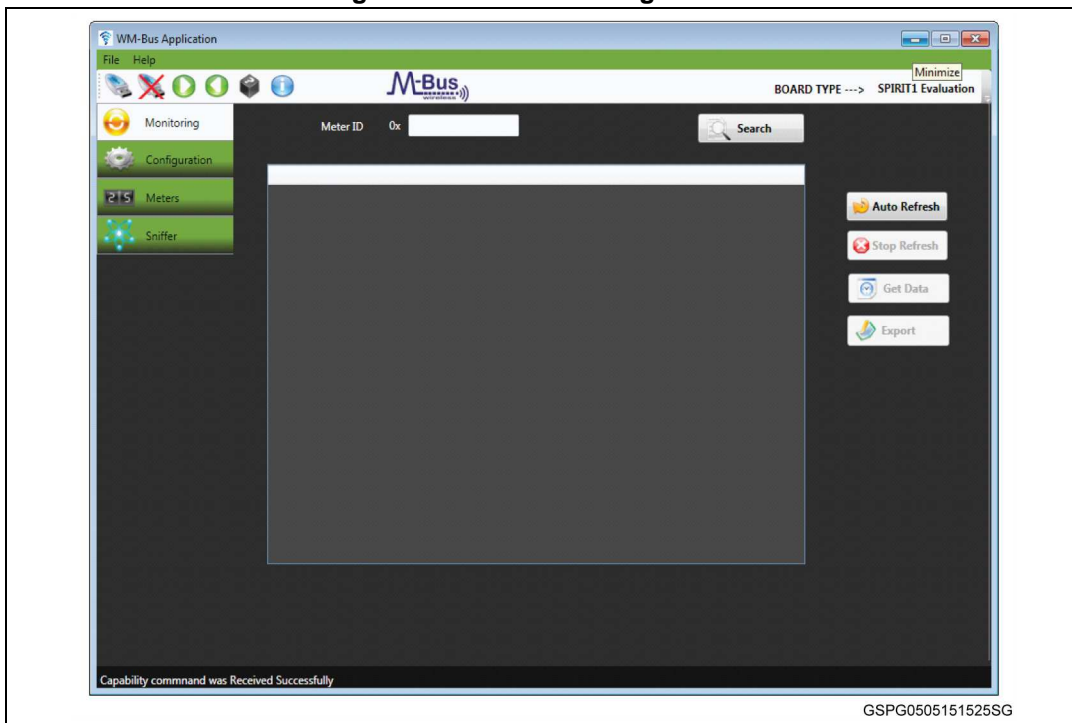 WM-Bus Application
File Help
Minimize
M-Bus
wireless
BOARD TYPE ---> SPIRIT1 Evaluation
Monitoring
Meter ID 0x
Search
Configuration
Meters
Auto Refresh
Sniffer
Stop Refresh
Get Data
Export
Capability commnand was Received Successfully
GSPG0505151525SG